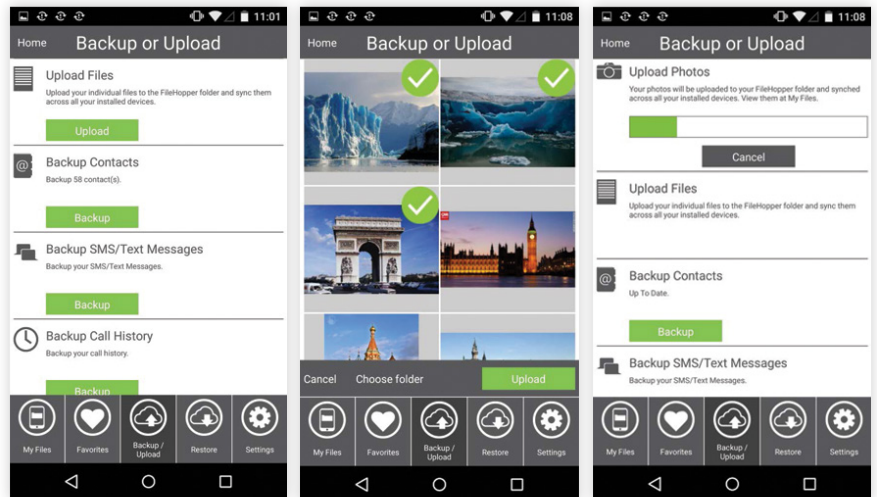 11:01
Home Backup or Upload
Upload Files
Upload your individual files to the FileHopper folder and sync them
across all your installed devices.
Upload
Backup Contacts
Backup 58 contact(s).
Backup
Backup SMS/Text Messages
Backup your SMS/Text Messages.
Backup
Backup Call History
Backup your call history.
Backup
My Files Favorites Backup / Restore Settings
Upload
11:08
Home Backup or Upload
Cancel Choose folder Upload
My Files Favorites Backup / Restore Settings
Upload
11:08
Home Backup or Upload
Upload Photos
Your photos will be uploaded to your FileHopper folder and synched
across all your installed devices. View them at My Files.
Cancel
Upload Files
Upload your individual files to the FileHopper folder and sync them
across all your installed devices.
Backup Contacts
Up To Date.
Backup
Backup SMS/Text Messages
Backup your SMS/Text Messages.
My Files Favorites Backup / Restore Settings
Upload